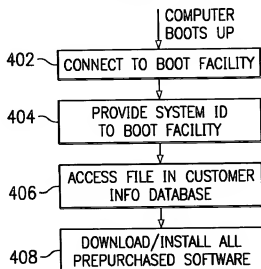 COMPUTER
BOOTS UP
402
CONNECT TO BOOT FACILITY
404
PROVIDE SYSTEM ID
TO BOOT FACILITY
406
ACCESS FILE IN CUSTOMER
INFO DATABASE
408
DOWNLOAD/INSTALL ALL
PREPURCHASED SOFTWARE